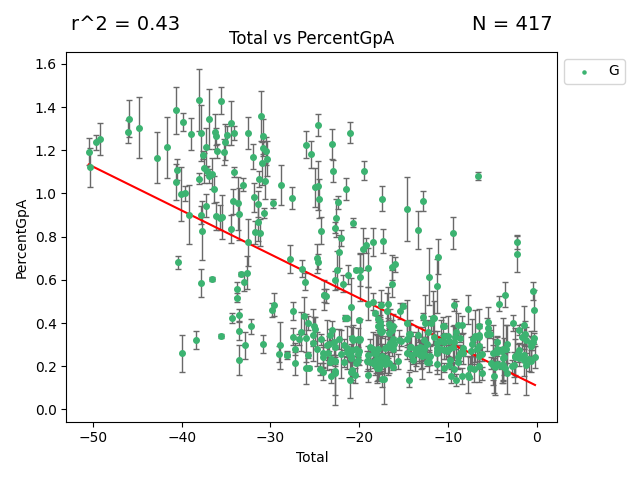 r^2 = 0.43
N = 417
Total vs PercentGpA
G
1.6
1.4
1.2
1.0
0.8
0.6
0.4
0.2
0.0
PercentGpA
−50
−40
−30
−20
−10
0
Total